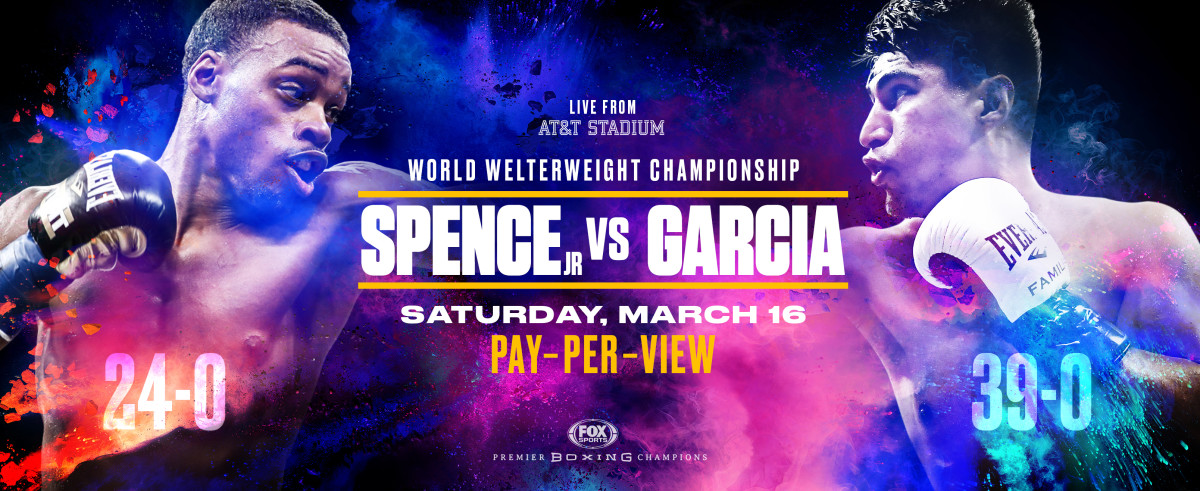 LIVE FROM
AT&T STADIUM
WORLD WELTERWEIGHT CHAMPIONSHIP
SPENCE JR VS GARCIA
SATURDAY, MARCH 16
PAY-PER-VIEW
24-0
39-0
FOX
SPORTS
PREMIER BOXING CHAMPIONS